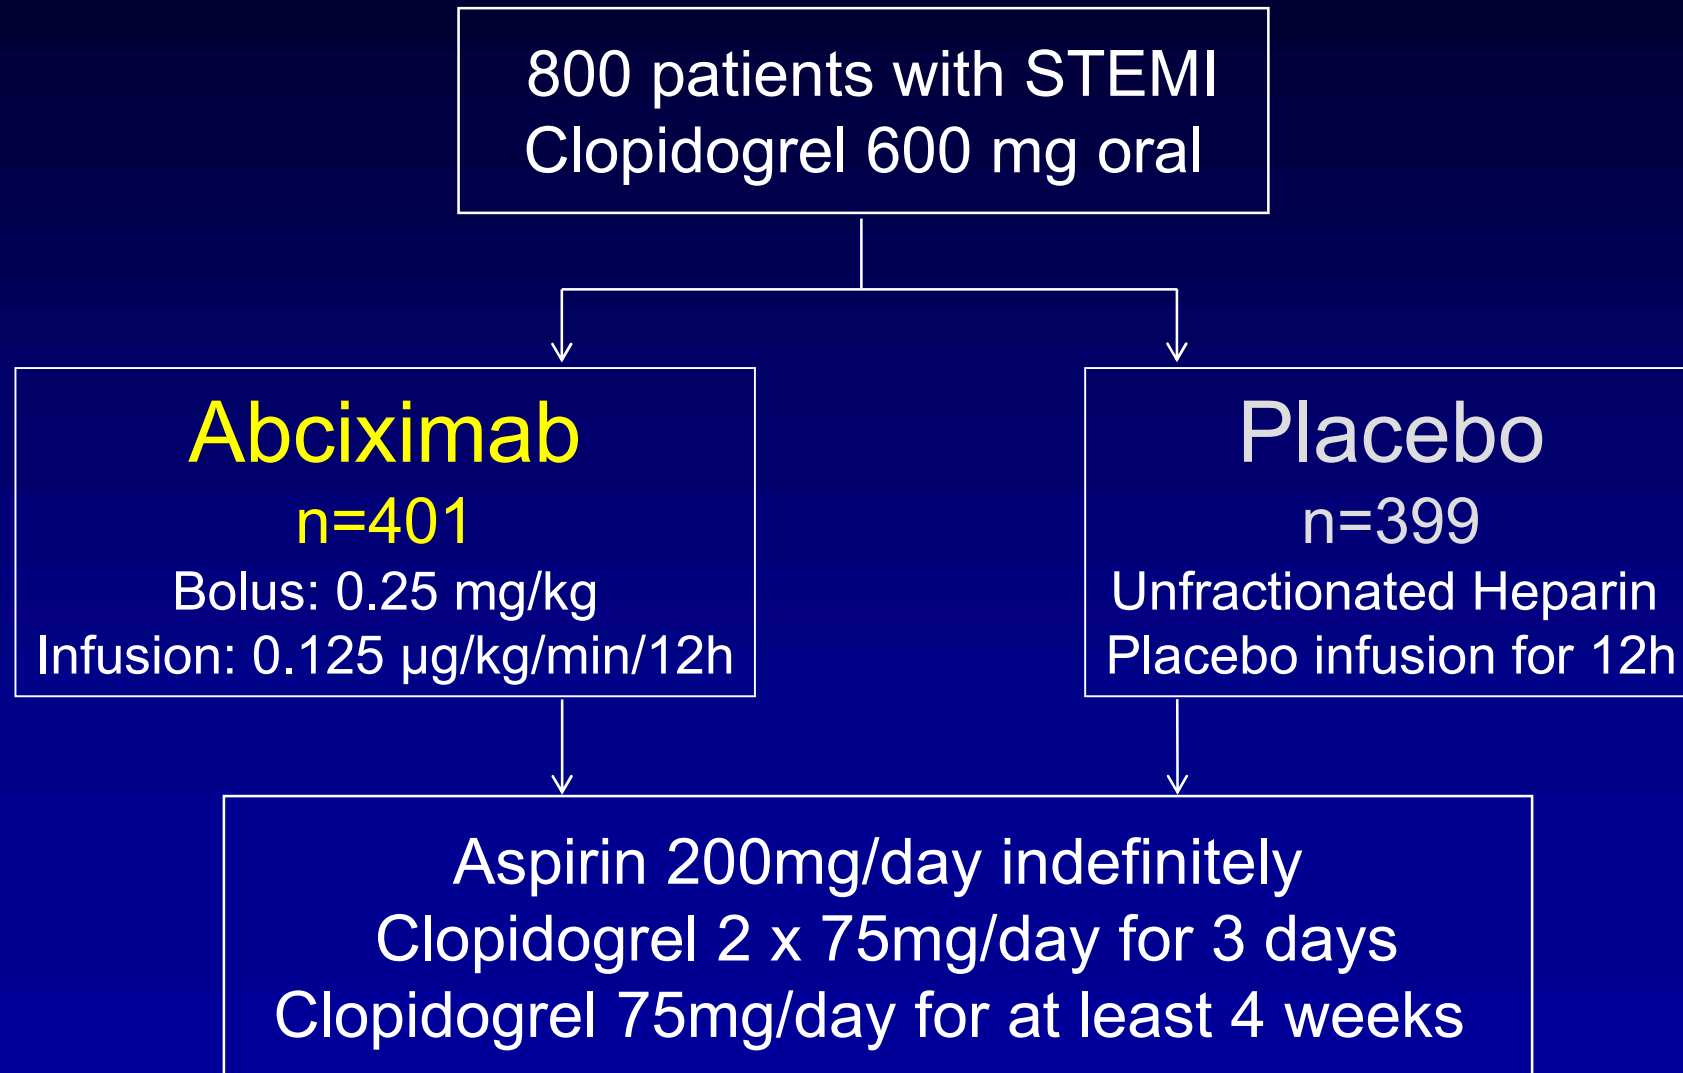 800 patients with STEMI
Clopidogrel 600 mg oral
Abciximab
n=401
Bolus: 0.25 mg/kg
Infusion: 0.125 µg/kg/min/12h
Placebo
n=399
Unfractionated Heparin
Placebo infusion for 12h
Aspirin 200mg/day indefinitely
Clopidogrel 2 x 75mg/day for 3 days
Clopidogrel 75mg/day for at least 4 weeks